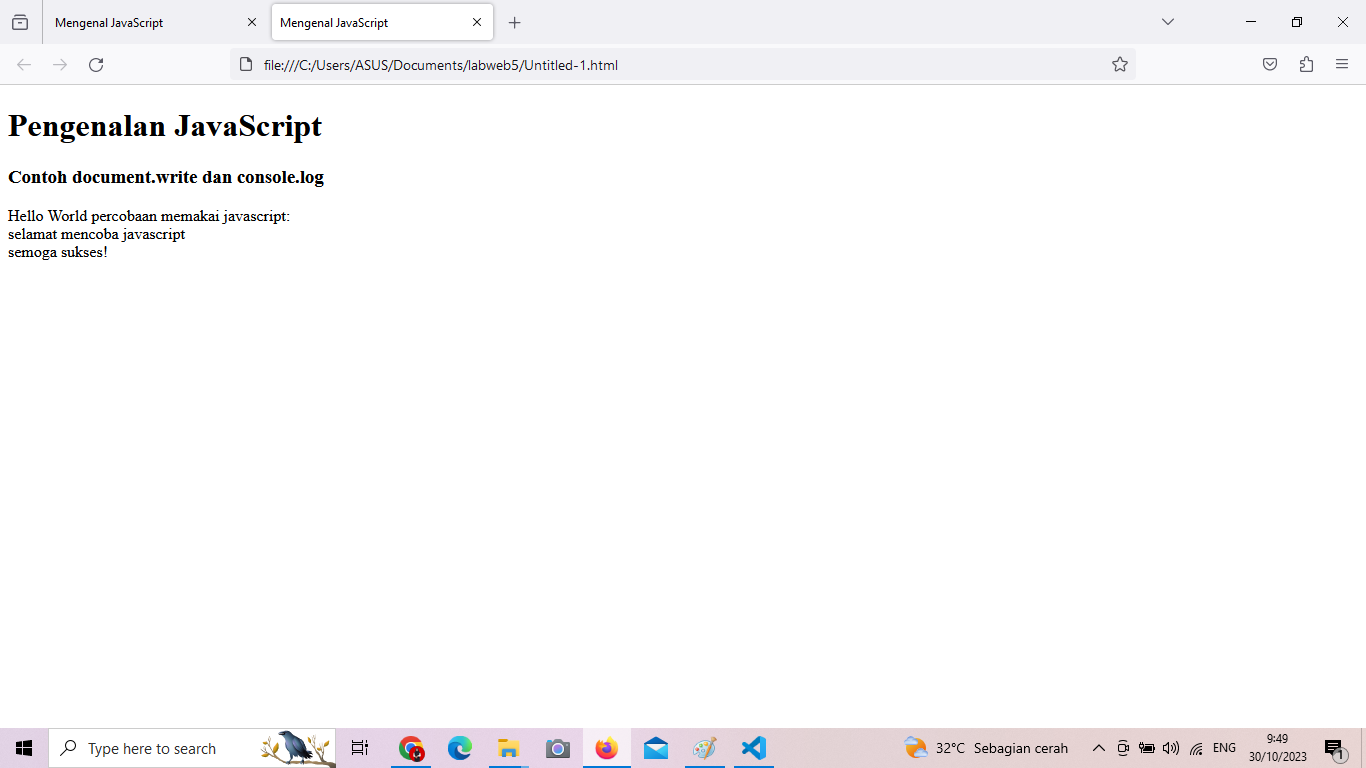 Mengenal JavaScript
Mengenal JavaScript
file:///C:/Users/ASUS/Documents/labweb5/Untitled-1.html
Pengenalan JavaScript
Contoh document.write dan console.log
Hello World percobaan memakai javascript:
selamat mencoba javascript
semoga sukses!
Type here to search
32°C Sebagian cerah
ENG
9:49
30/10/2023
1